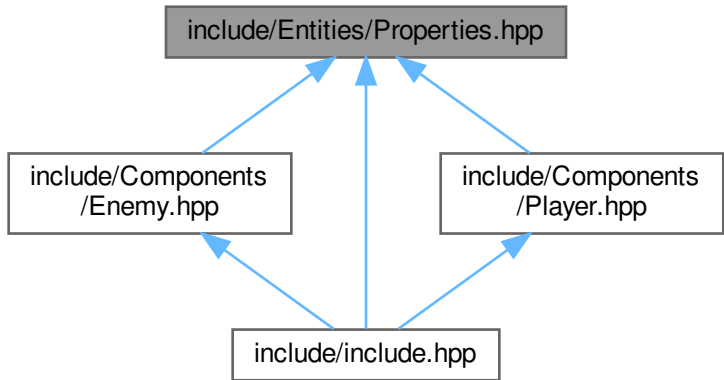 include/Entities/Properties.hpp
include/Components
/Enemy.hpp
include/Components
/Player.hpp
include/include.hpp